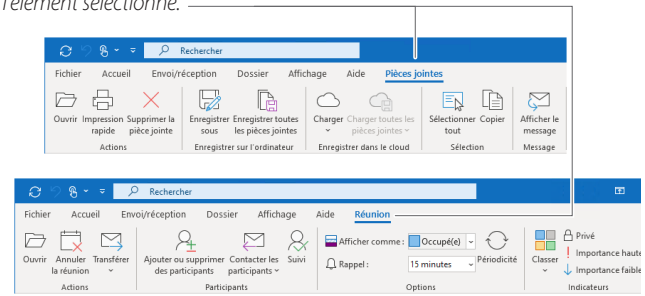 l'élément sélectionné.
Rechercher
Fichier Accueil Envoi/réception Dossier Affichage Aide Pièces jointes
Ouvrir Impression Supprimer la Enregistrer Enregistrer toutes Charger Charger toutes les Sélectionner Copier Afficher le
rapide pièce jointe sous les pièces jointes pièces jointes tout message
Actions Enregistrer sur l'ordinateur Enregistrer dans le cloud Sélection Message
Rechercher
Fichier Accueil Envoi/réception Dossier Affichage Aide Réunion
Afficher comme : Occupé(e) Privé
Ouvrir Annuler Transférer Ajouter ou supprimer Contacter les Suivi Périodicité Classer Importance haute
la réunion des participants participants Rappel : 15 minutes Importance faible
Actions Participants Options Indicateurs